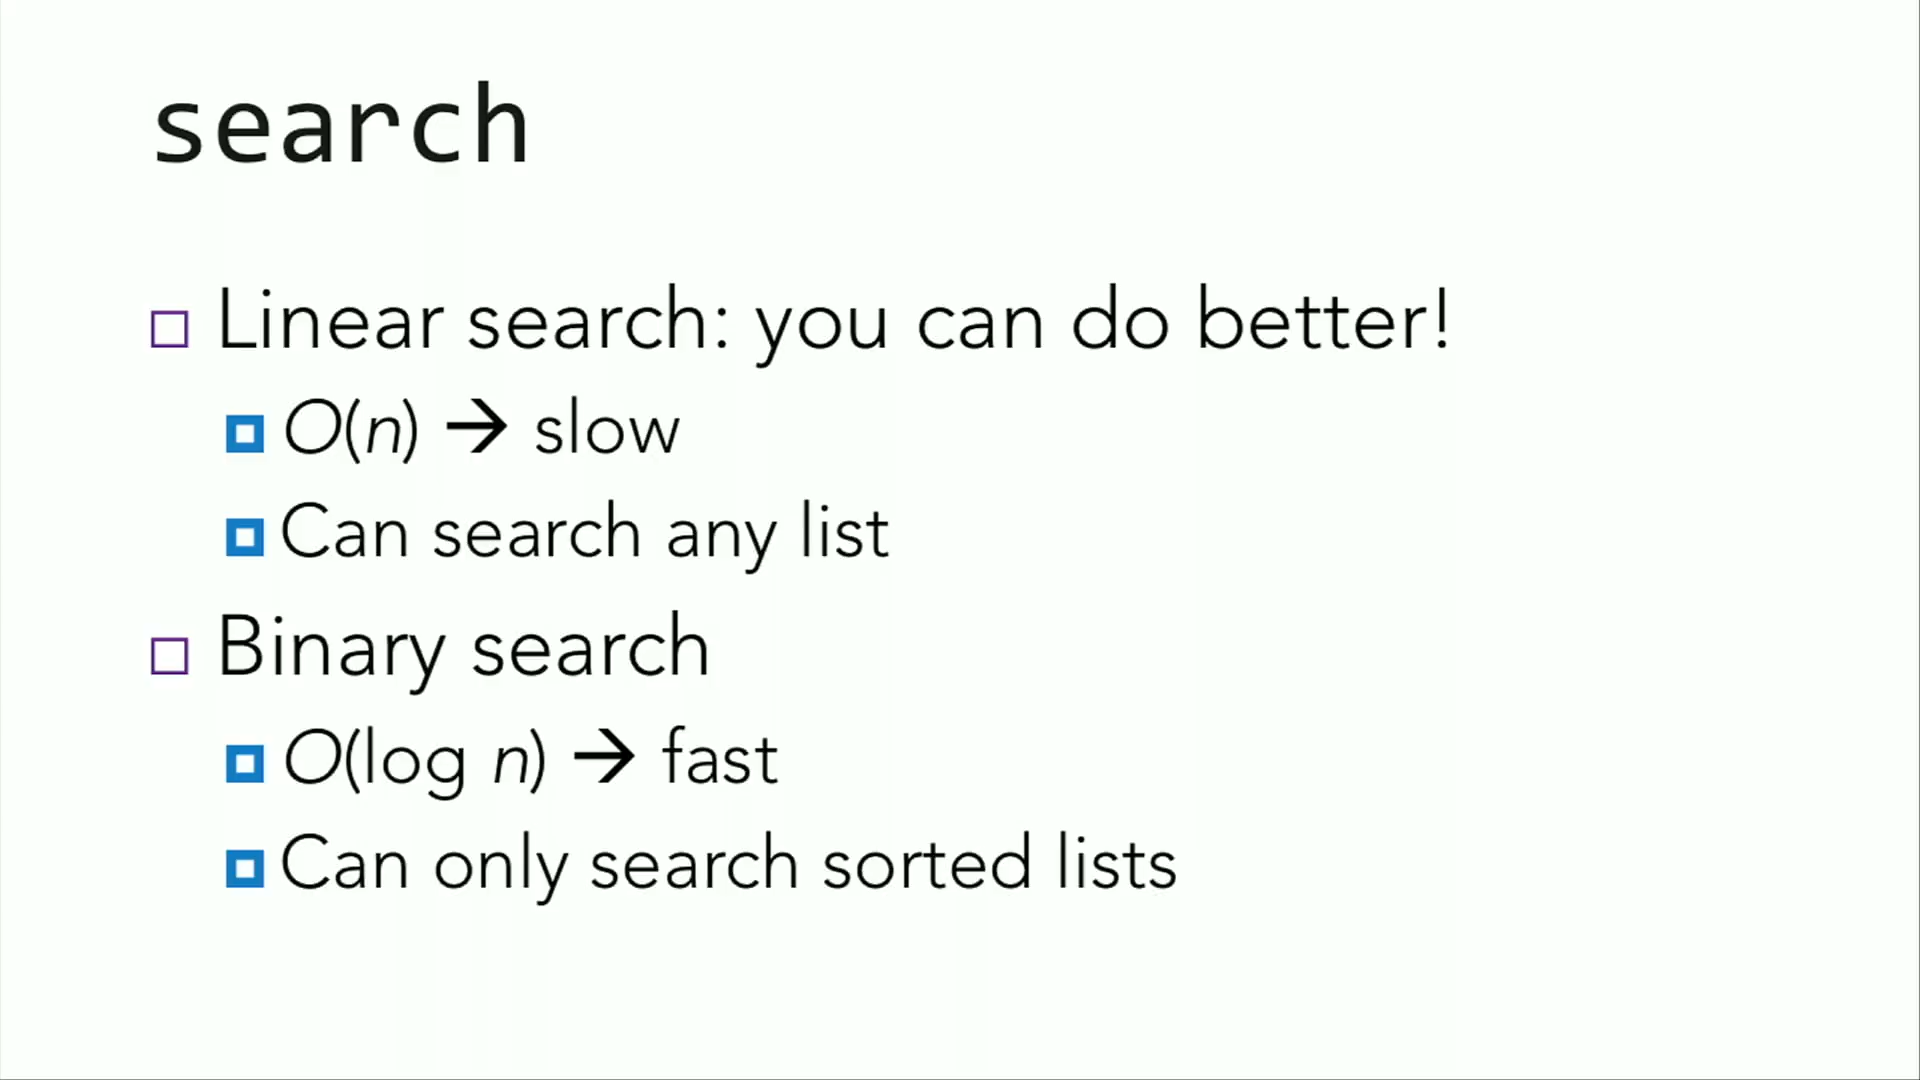 search
Linear search: you can do better!
O(n) → slow
Can search any list
Binary search
O(log n) → fast
Can only search sorted lists